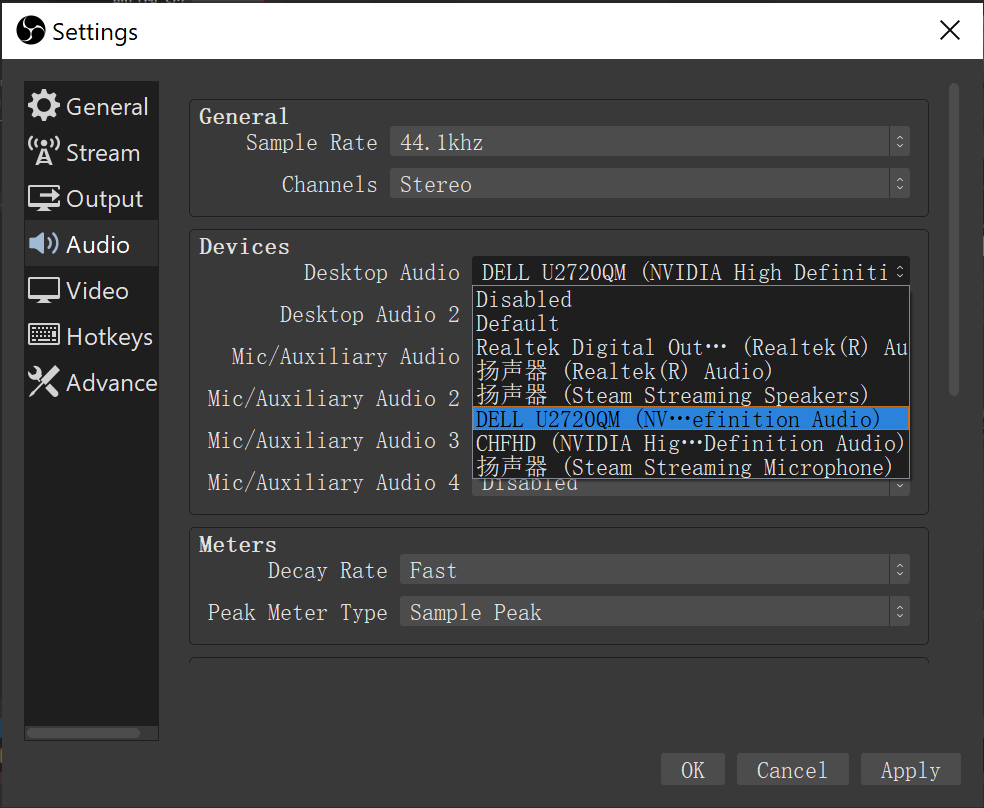 Settings
General
Stream
Output
Audio
Video
Hotkeys
Advance
General
Sample Rate 44.1khz
Channels Stereo
Devices
Desktop Audio DELL U2720QM (NVIDIA High Definiti
Desktop Audio 2
Mic/Auxiliary Audio
Mic/Auxiliary Audio 2
Mic/Auxiliary Audio 3
Mic/Auxiliary Audio 4 Disabled
Disabled
Default
Realtek Digital Out… (Realtek(R) Au
扬声器 (Realtek(R) Audio)
扬声器 (Steam Streaming Speakers)
DELL U2720QM (NV…efinition Audio)
CHFHD (NVIDIA Hig…Definition Audio)
扬声器 (Steam Streaming Microphone)
Meters
Decay Rate Fast
Peak Meter Type Sample Peak
OK Cancel Apply